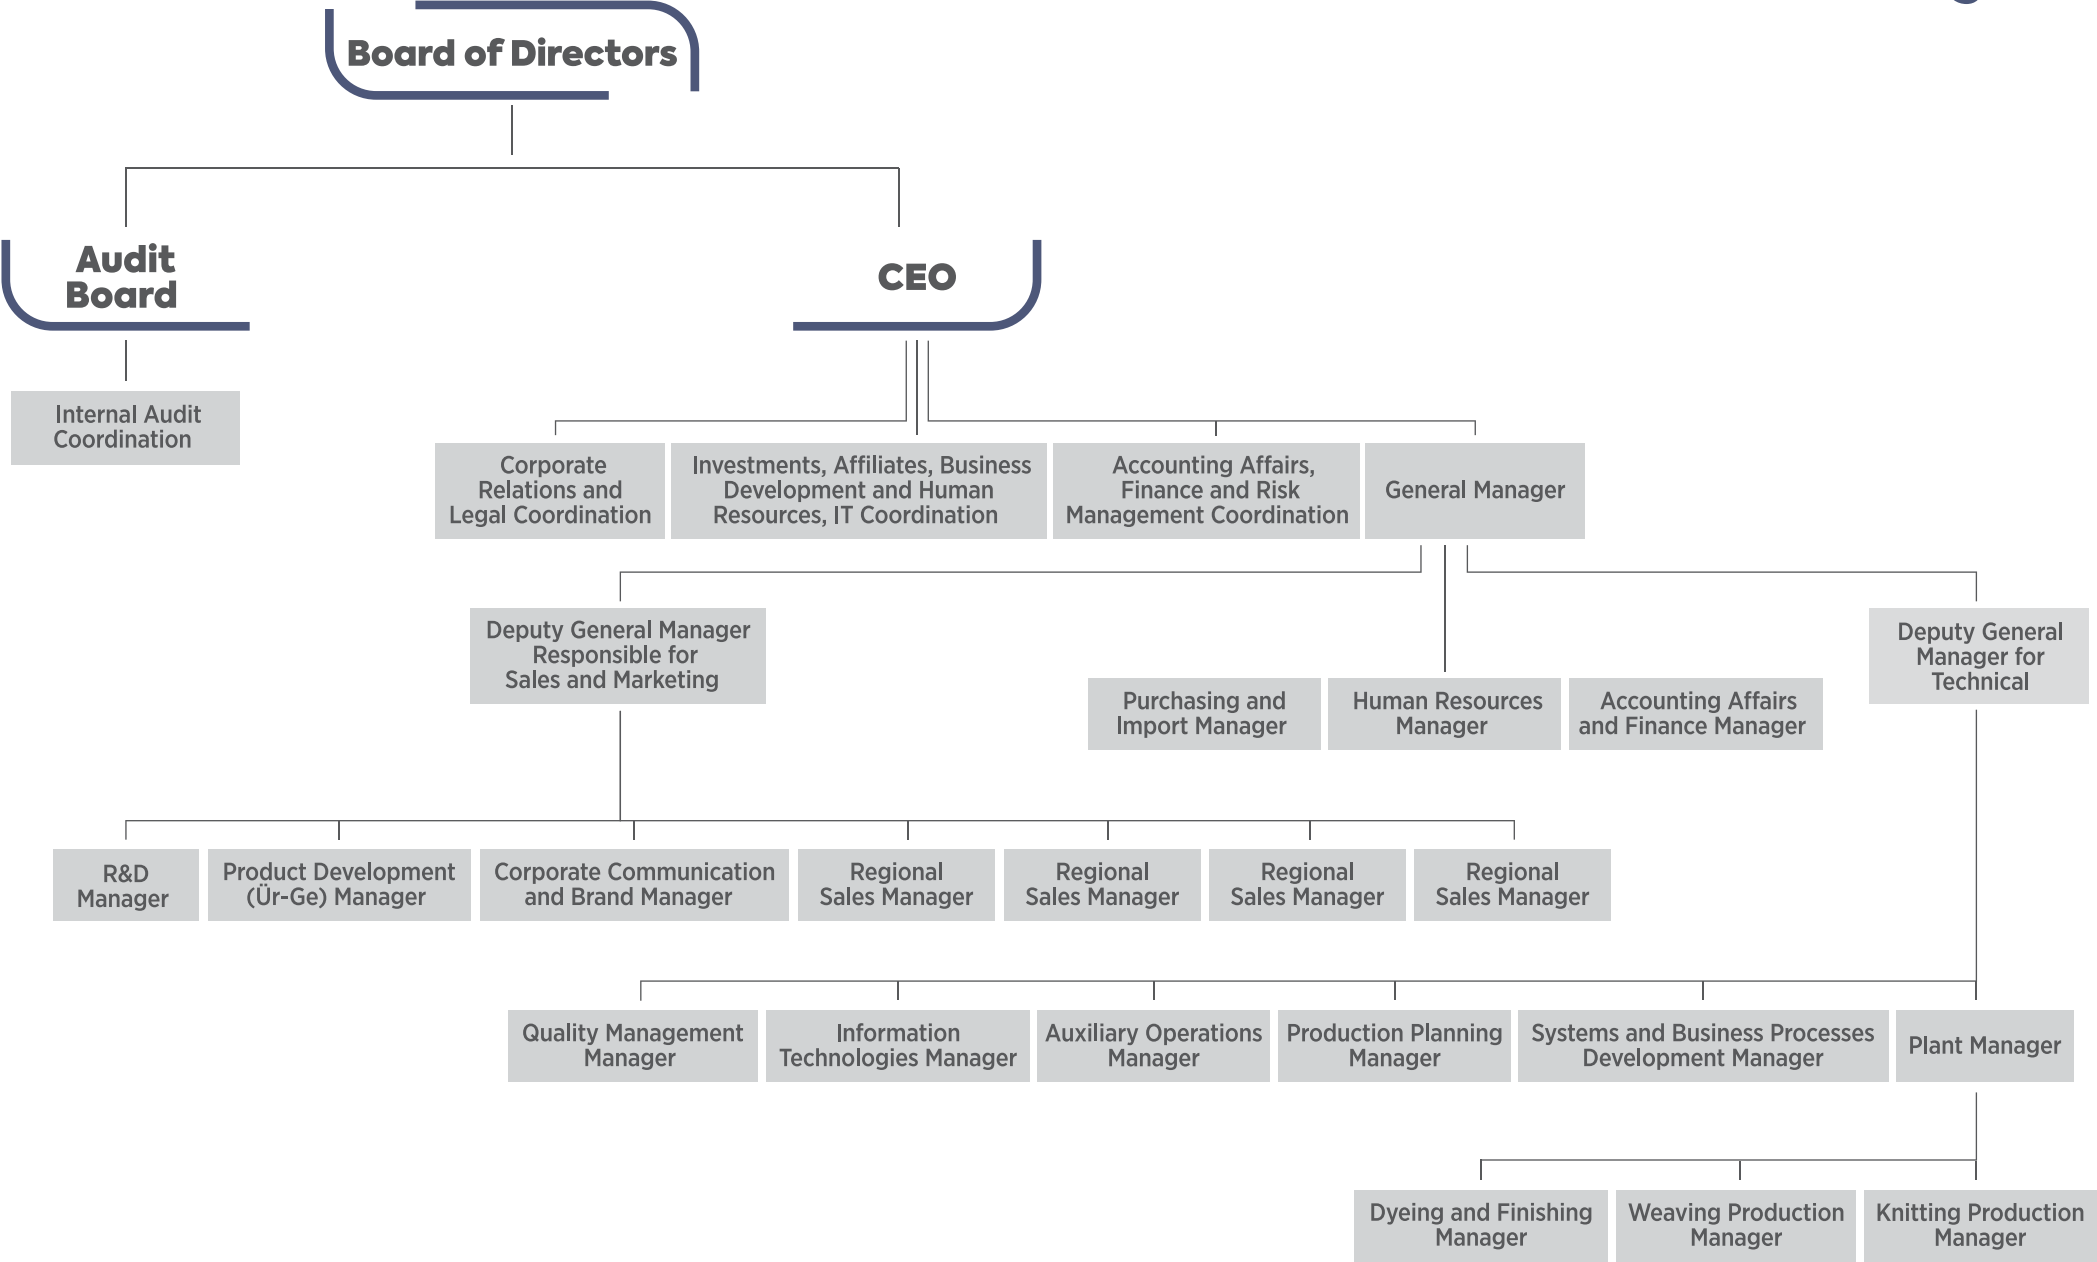 Board of Directors
Audit
Board
CEO
Internal Audit
Coordination
Corporate
Relations and
Legal Coordination
Investments, Affiliates, Business
Development and Human
Resources, IT Coordination
Accounting Affairs,
Finance and Risk
Management Coordination
General Manager
Deputy General Manager
Responsible for
Sales and Marketing
Purchasing and
Import Manager
Human Resources
Manager
Accounting Affairs
and Finance Manager
Deputy General
Manager for
Technical
R&D
Manager
Product Development
(Ür-Ge) Manager
Corporate Communication
and Brand Manager
Regional
Sales Manager
Regional
Sales Manager
Regional
Sales Manager
Regional
Sales Manager
Quality Management
Manager
Information
Technologies Manager
Auxiliary Operations
Manager
Production Planning
Manager
Systems and Business Processes
Development Manager
Plant Manager
Dyeing and Finishing
Manager
Weaving Production
Manager
Knitting Production
Manager